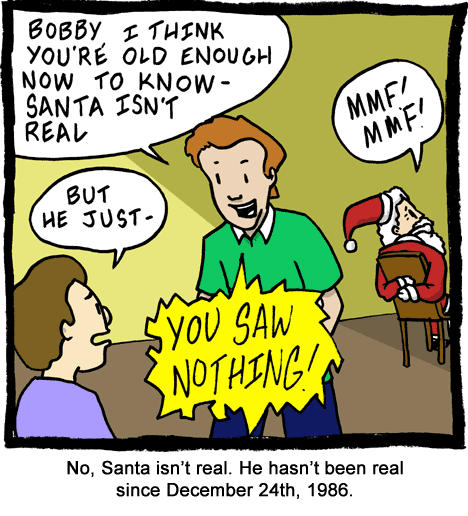 BOBBY I THINK
YOU'RE OLD ENOUGH
NOW TO KNOW -
SANTA ISN'T
REAL
MMF!
MMF!
BUT
HE JUST-
YOU SAW
NOTHING!
No, Santa isn't real. He hasn't been real
since December 24th, 1986.